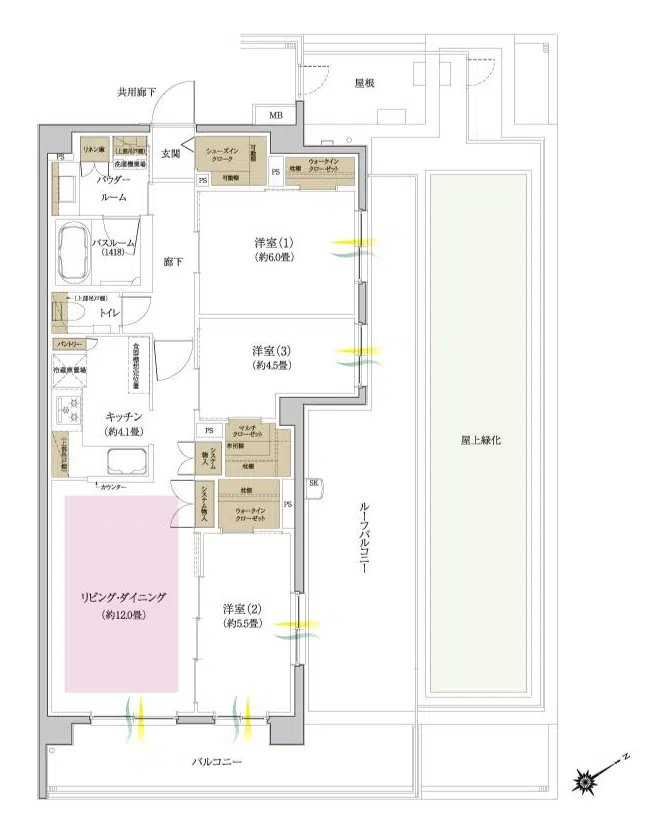 共用廊下
屋根
MB
PS
リネン庫
(上部吊戸棚)
洗濯機置場
玄関
シューズイン
クローク
可動棚
可動棚
PS
PS
枕棚
ウォークイン
クローゼット
パウダー
ルーム
バスルーム
(1418)
廊下
洋室(1)
(約6.0畳)
(上部吊戸棚)
トイレ
パントリー
冷蔵庫置場
食器棚想定位置
洋室(3)
(約4.5畳)
キッチン
(約4.1畳)
(上部吊戸棚)
カウンター
PS
マルチ
クローゼット
枕棚
システム
物入
システム物入
枕棚
ウォークイン
クローゼット
PS
SK
ルーフバルコニー
屋上緑化
リビング・ダイニング
(約12.0畳)
洋室(2)
(約5.5畳)
バルコニー
N